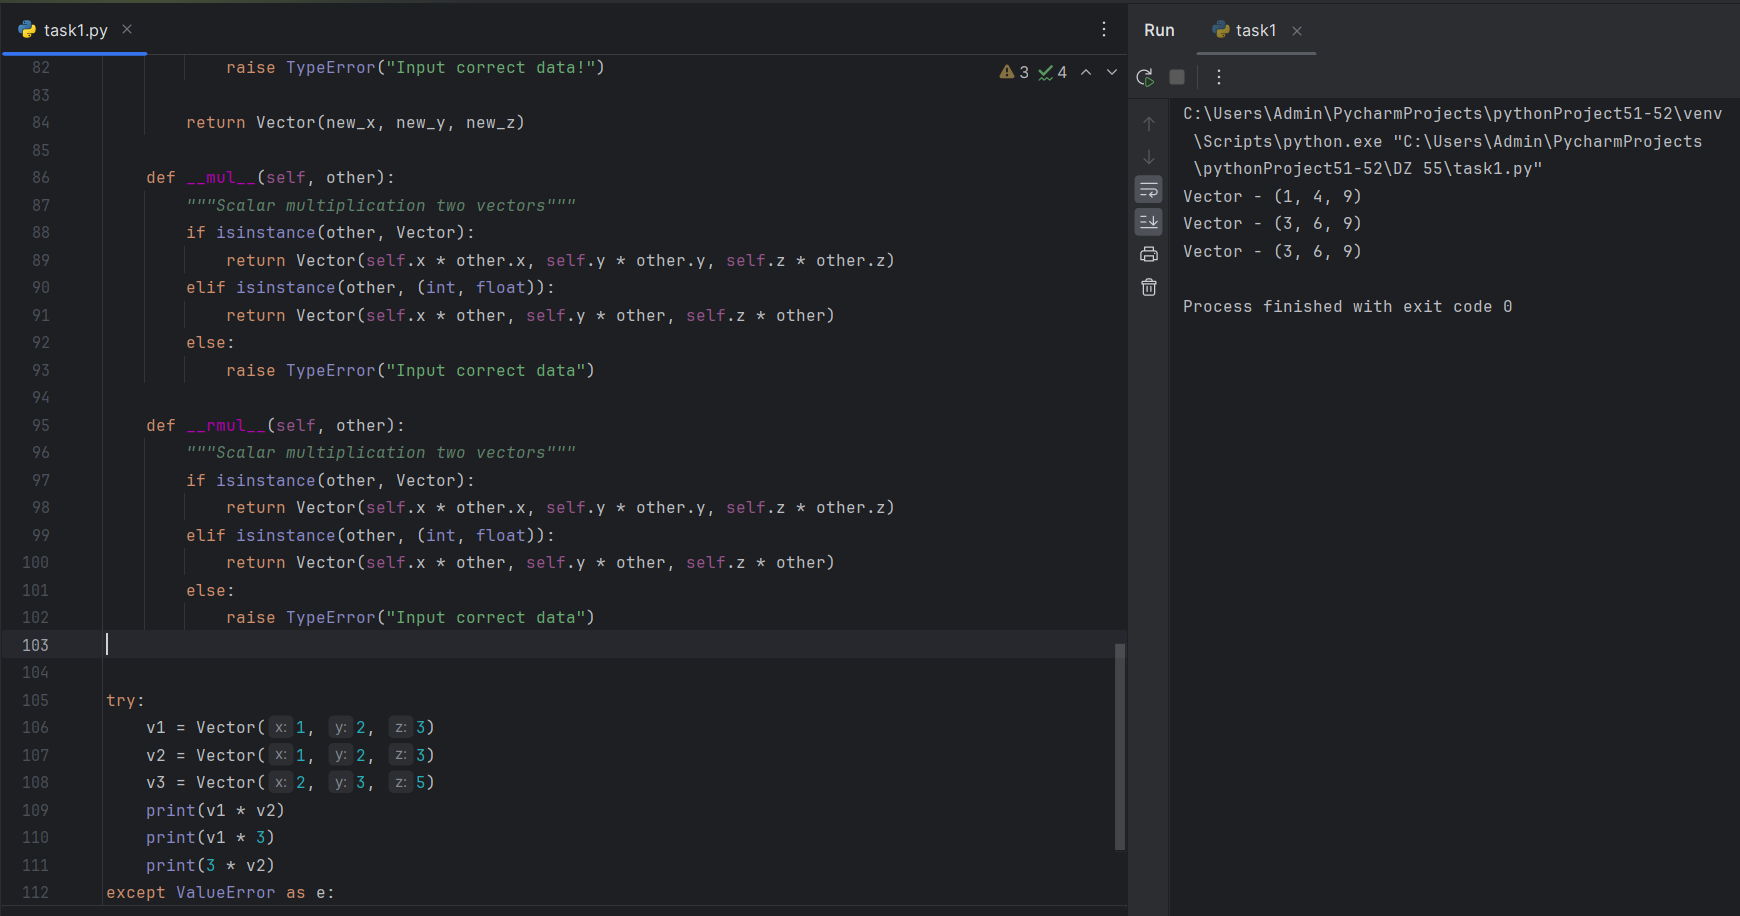 task1.py
82 raise TypeError("Input correct data!")
3 4
83
84 return Vector(new_x, new_y, new_z)
85
86 def __mul__(self, other):
87 """Scalar multiplication two vectors"""
88 if isinstance(other, Vector):
89 return Vector(self.x * other.x, self.y * other.y, self.z * other.z)
90 elif isinstance(other, (int, float)):
91 return Vector(self.x * other, self.y * other, self.z * other)
92 else:
93 raise TypeError("Input correct data")
94
95 def __rmul__(self, other):
96 """Scalar multiplication two vectors"""
97 if isinstance(other, Vector):
98 return Vector(self.x * other.x, self.y * other.y, self.z * other.z)
99 elif isinstance(other, (int, float)):
100 return Vector(self.x * other, self.y * other, self.z * other)
101 else:
102 raise TypeError("Input correct data")
103
104
105 try:
106 v1 = Vector( x: 1, y: 2, z: 3)
107 v2 = Vector( x: 1, y: 2, z: 3)
108 v3 = Vector( x: 2, y: 3, z: 5)
109 print(v1 * v2)
110 print(v1 * 3)
111 print(3 * v2)
112 except ValueError as e:
Run task1
C:\Users\Admin\PycharmProjects\pythonProject51-52\venv
\Scripts\python.exe "C:\Users\Admin\PycharmProjects
\pythonProject51-52\DZ 55\task1.py"
Vector - (1, 4, 9)
Vector - (3, 6, 9)
Vector - (3, 6, 9)
Process finished with exit code 0